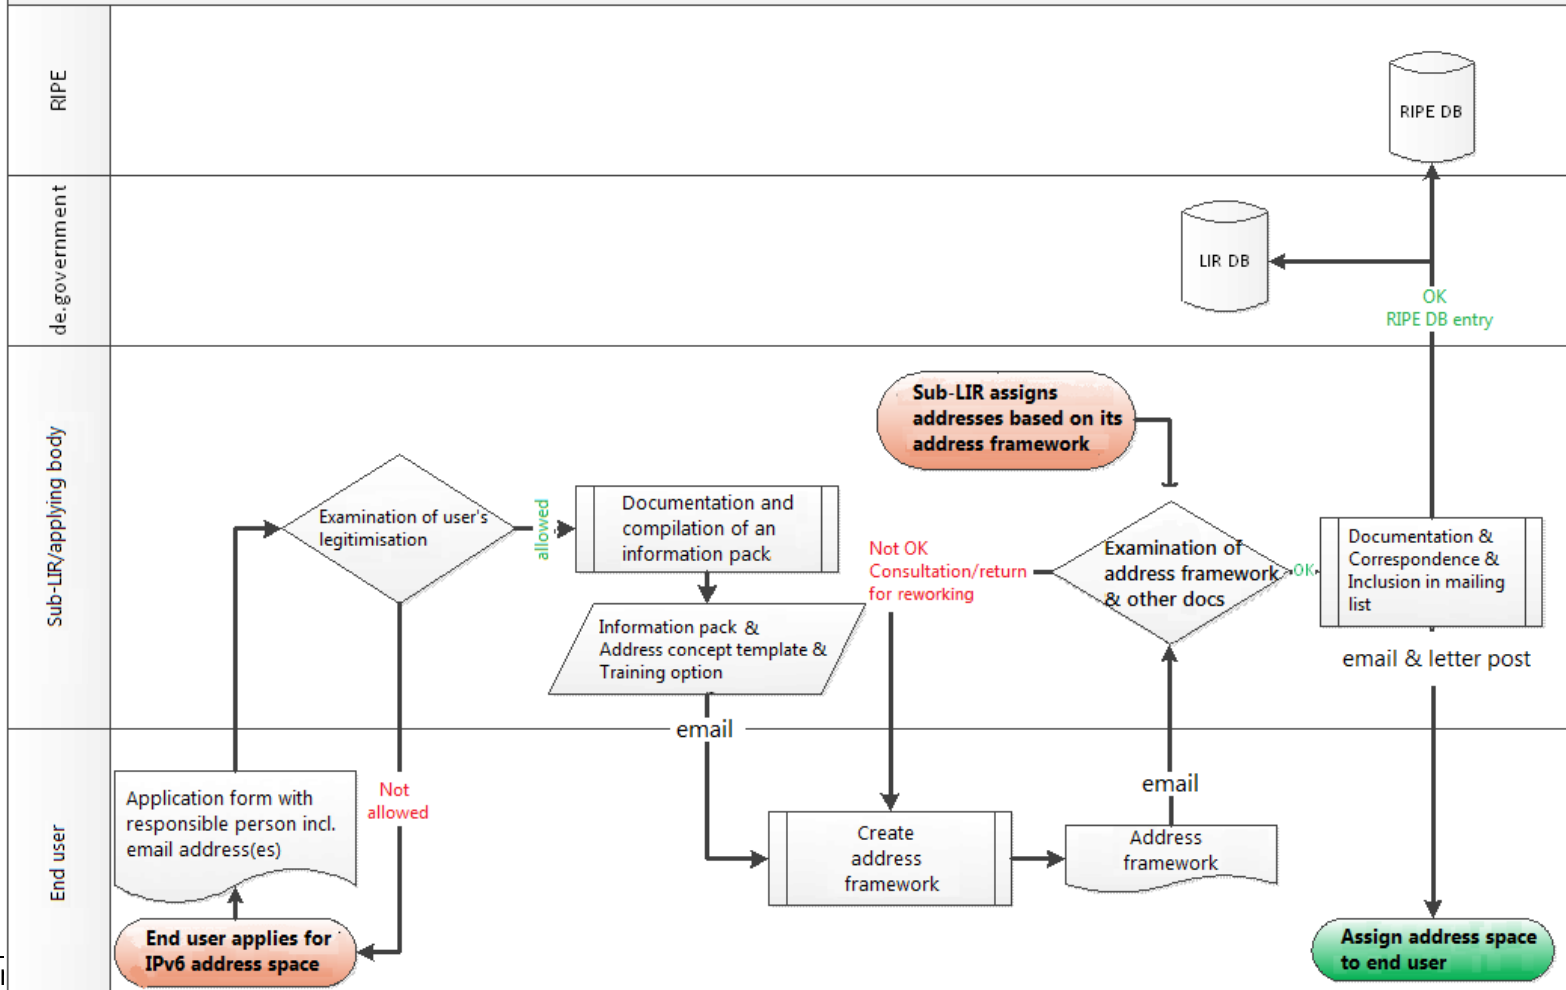 RIPE
RIPE DB
de.government
LIR DB
OK
RIPE DB entry
Sub-LIR/applying body
Sub-LIR assigns
addresses based on its
address framework
Examination of user's
legitimisation
allowed
Documentation and
compilation of an
information pack
Not OK
Consultation/return
for reworking
Examination of
address framework
& other docs
OK
Documentation &
Correspondence &
Inclusion in mailing
list
Information pack &
Address concept template &
Training option
email & letter post
email
End user
Application form with
responsible person incl.
email address(es)
Not
allowed
email
Create
address
framework
Address
framework
End user applies for
IPv6 address space
Assign address space
to end user